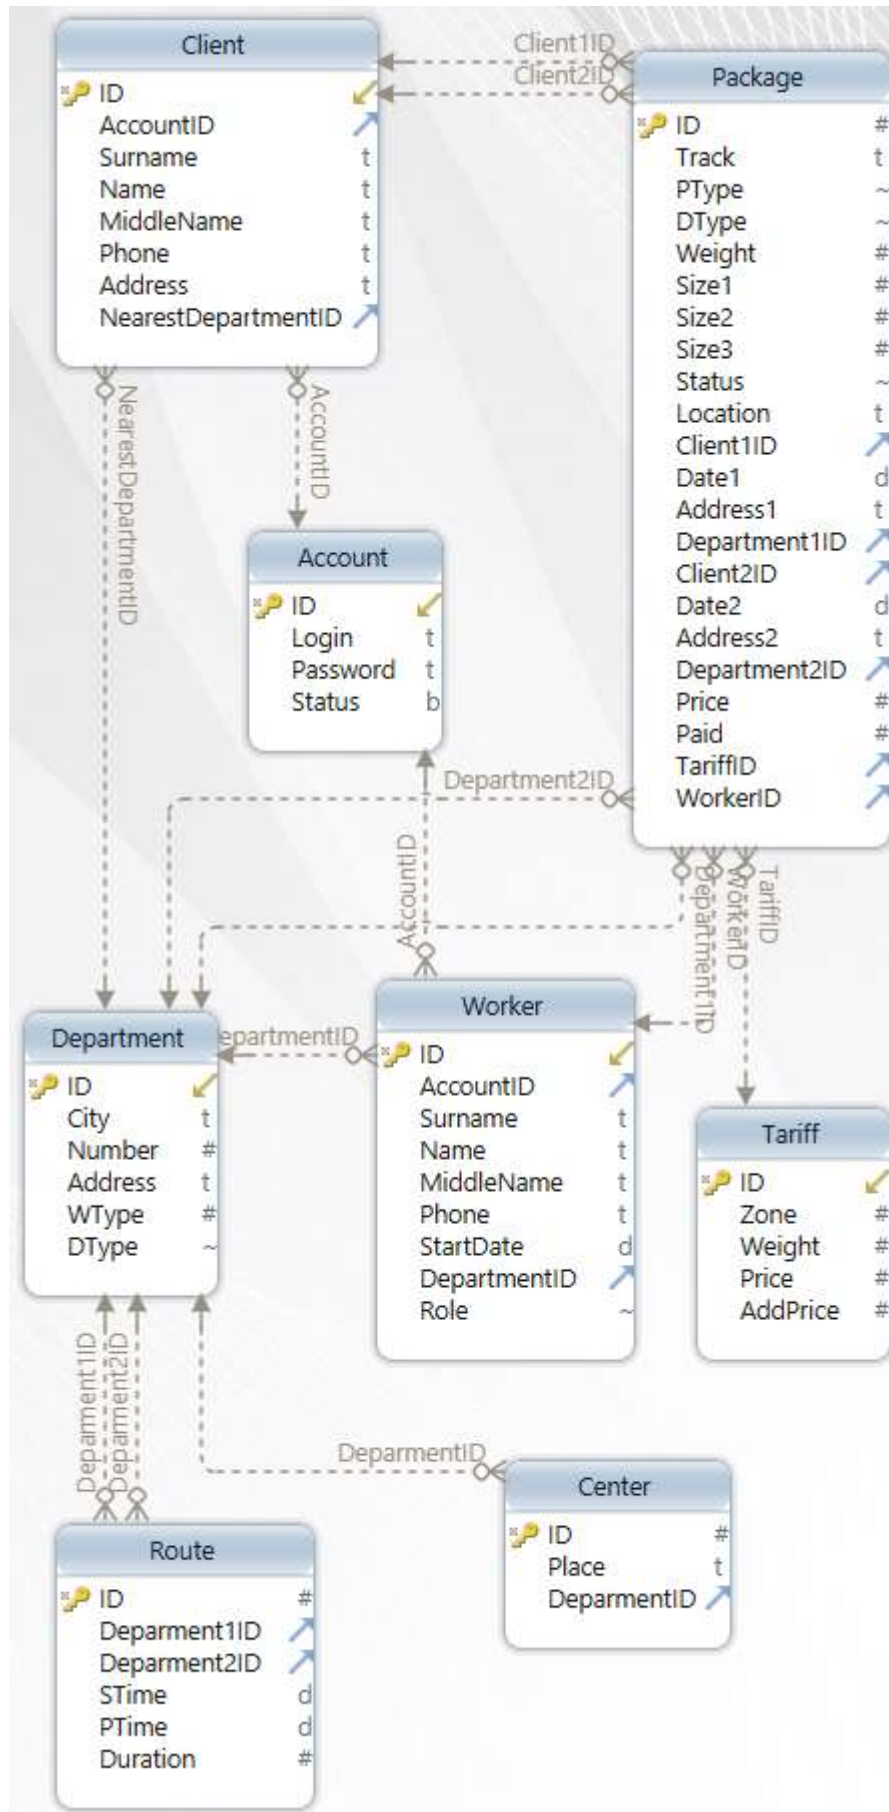 Client
ID
AccountID
Surname t
Name t
MiddleName t
Phone t
Address t
NearestDepartmentID
Client1ID
Client2ID
Package
ID #
Track t
PType ~
DType ~
Weight #
Size1 #
Size2 #
Size3 #
Status ~
Location t
Client1ID
Date1 d
Address1 t
Department1ID
Client2ID
Date2 d
Address2 t
Department2ID
Price #
Paid #
TariffID
WorkerID
NearestDepartmentID
AccountID
Account
ID
Login t
Password t
Status b
Department2ID
AccountID
Department1ID
WorkerID
TariffID
Department
ID
City t
Number #
Address t
WType #
DType ~
epartmentID
Worker
ID
AccountID
Surname t
Name t
MiddleName t
Phone t
StartDate d
DepartmentID
Role ~
Tariff
ID
Zone #
Weight #
Price #
AddPrice #
Deparment1ID
Deparment2ID
DeparmentID
Center
ID #
Place t
DeparmentID
Route
ID #
Deparment1ID
Deparment2ID
STime d
PTime d
Duration #